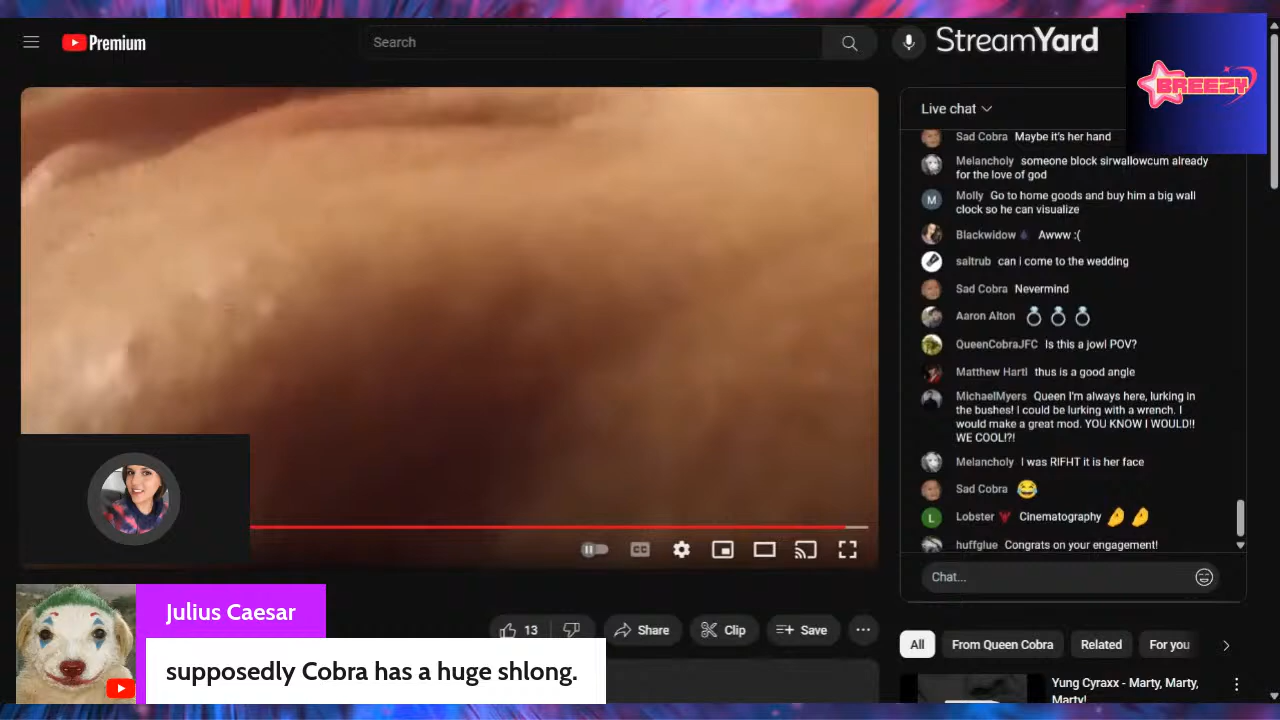 Premium
Search
StreamYard
BREEZY
Live chat
Sad Cobra Maybe it's her hand
Melancholy someone block sirwallowcum already
for the love of god
Molly Go to home goods and buy him a big wall
clock so he can visualize
Blackwidow Awww :(
saltrub can i come to the wedding
Sad Cobra Nevermind
Aaron Alton 💍 💍 💍
QueenCobraJFC Is this a jowl POV?
Matthew Hartl thus is a good angle
MichaelMyers Queen I'm always here, lurking in
the bushes! I could be lurking with a wrench. I
would make a great mod. YOU KNOW I WOULD!!
WE COOL!?!
Melancholy I was RIFHT it is her face
Sad Cobra 😂
L Lobster Cinematography
huffglue Congrats on your engagement!
Chat...
CC
Julius Caesar
supposedly Cobra has a huge shlong.
13
Share
Clip
Save
All
From Queen Cobra
Related
For you
Yung Cyraxx - Marty, Marty,
Marty!